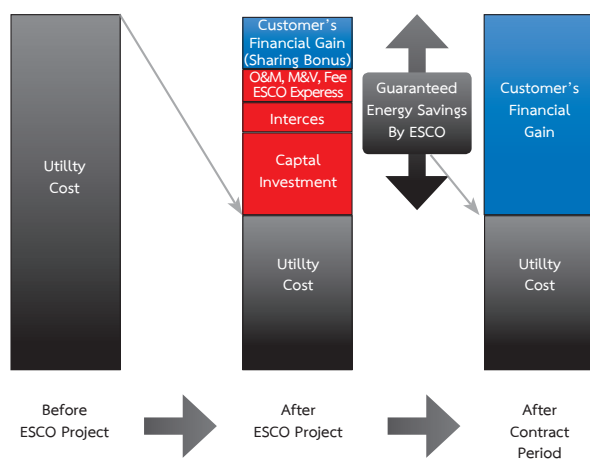 Utillty
Cost
Customer's
Financial Gain
(Sharing Bonus)
O&M, M&V, Fee
ESCO Experess
Interces
Captal
Investment
Utillty
Cost
Guaranteed
Energy Savings
By ESCO
Customer's
Financial
Gain
Utillty
Cost
Before
ESCO Project
After
ESCO Project
After
Contract
Period